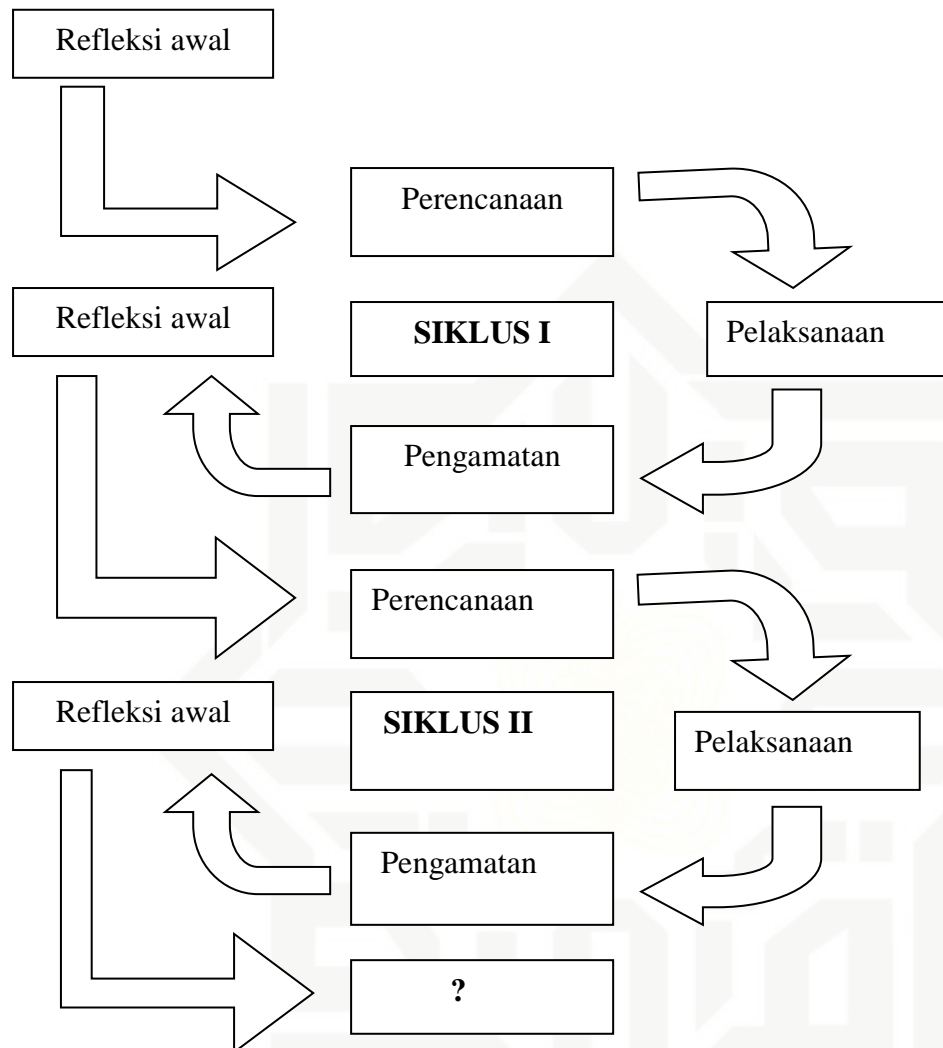 Refleksi awal
Perencanaan
Refleksi awal
SIKLUS I
Pelaksanaan
Pengamatan
Perencanaan
Refleksi awal
SIKLUS II
Pelaksanaan
Pengamatan
?